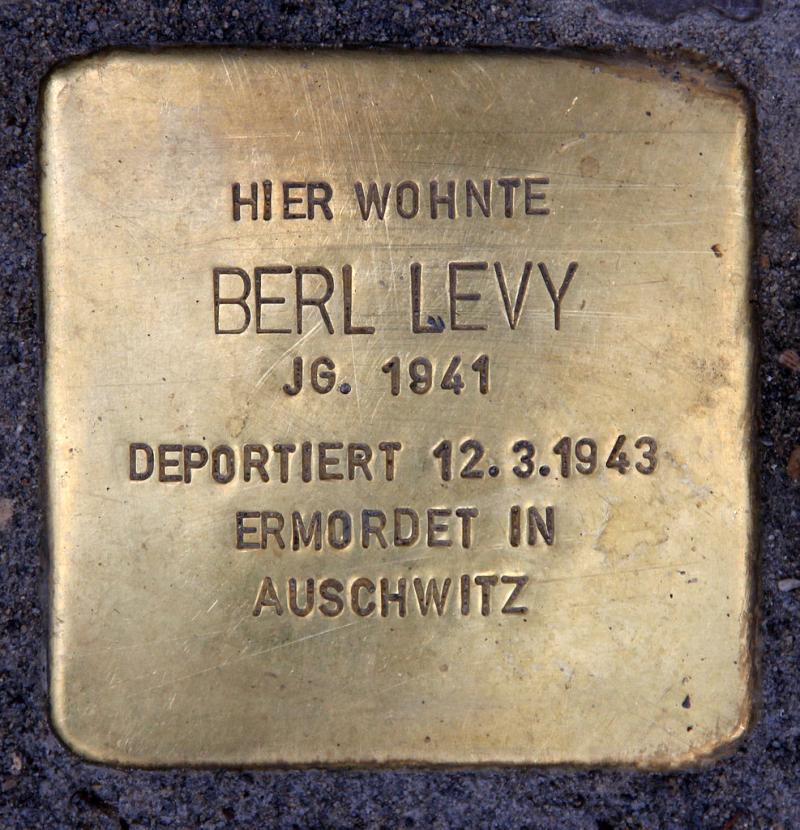 HIER WOHNTE
BERL LEVY
JG. 1941
DEPORTIERT 12.3.1943
ERMORDET IN
AUSCHWITZ